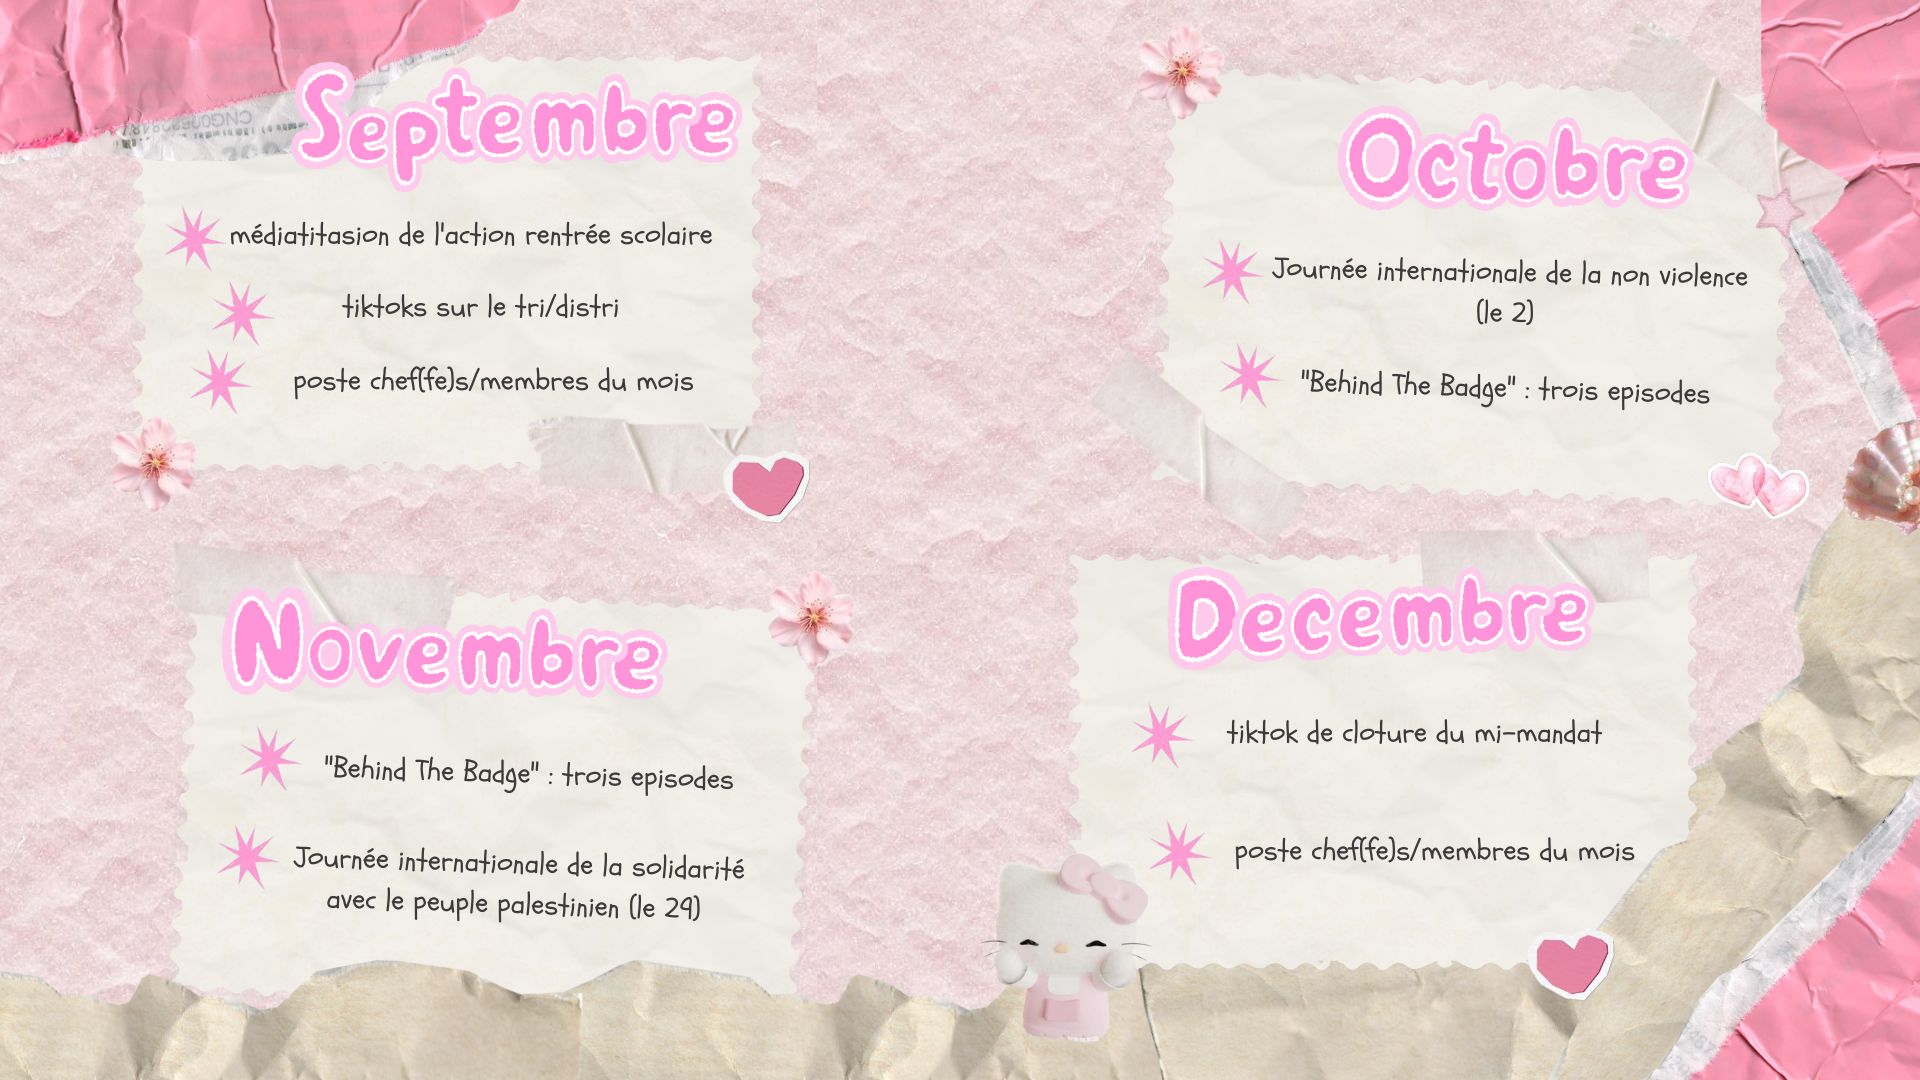 Septembre
médiatitasion de l'action rentrée scolaire
tiktoks sur le tri/distri
poste chef(fe)s/membres du mois
Octobre
Journée internationale de la non violence
(le 2)
"Behind The Badge" : trois episodes
Novembre
"Behind The Badge" : trois episodes
Journée internationale de la solidarité
avec le peuple palestinien (le 29)
Decembre
tiktok de cloture du mi-mandat
poste chef(fe)s/membres du mois